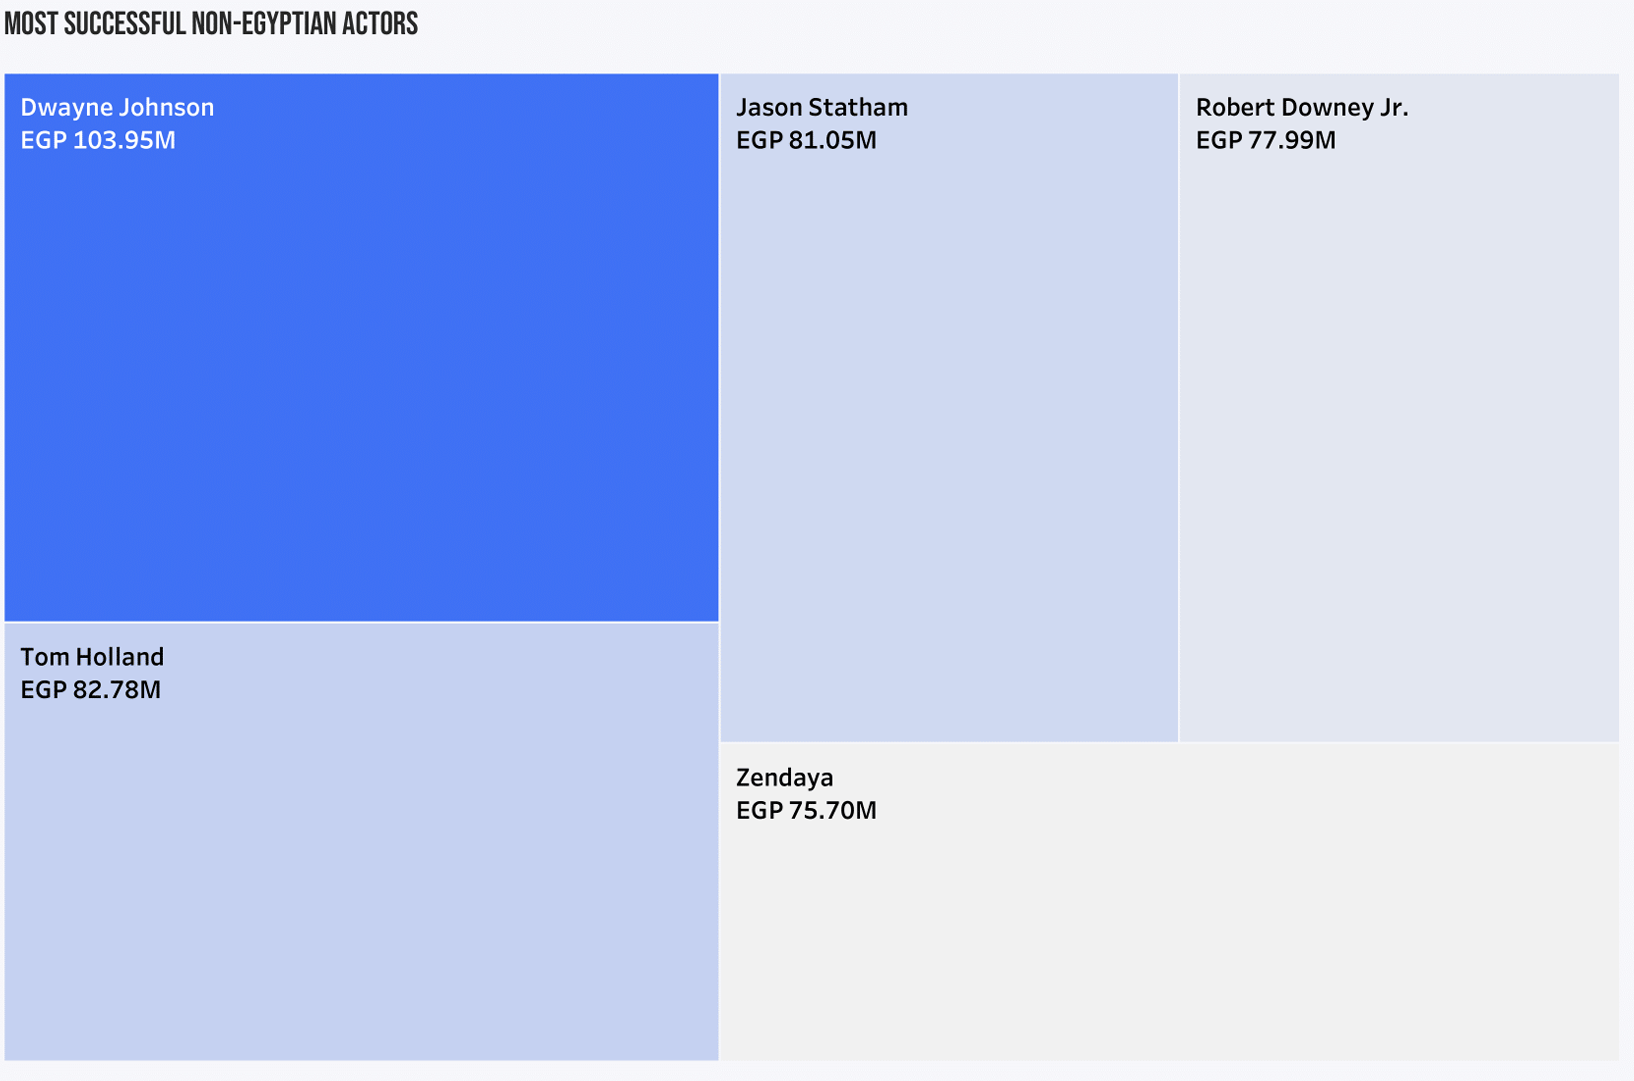 MOST SUCCESSFUL NON-EGYPTIAN ACTORS
Dwayne Johnson
EGP 103.95M
Tom Holland
EGP 82.78M
Jason Statham
EGP 81.05M
Robert Downey Jr.
EGP 77.99M
Zendaya
EGP 75.70M